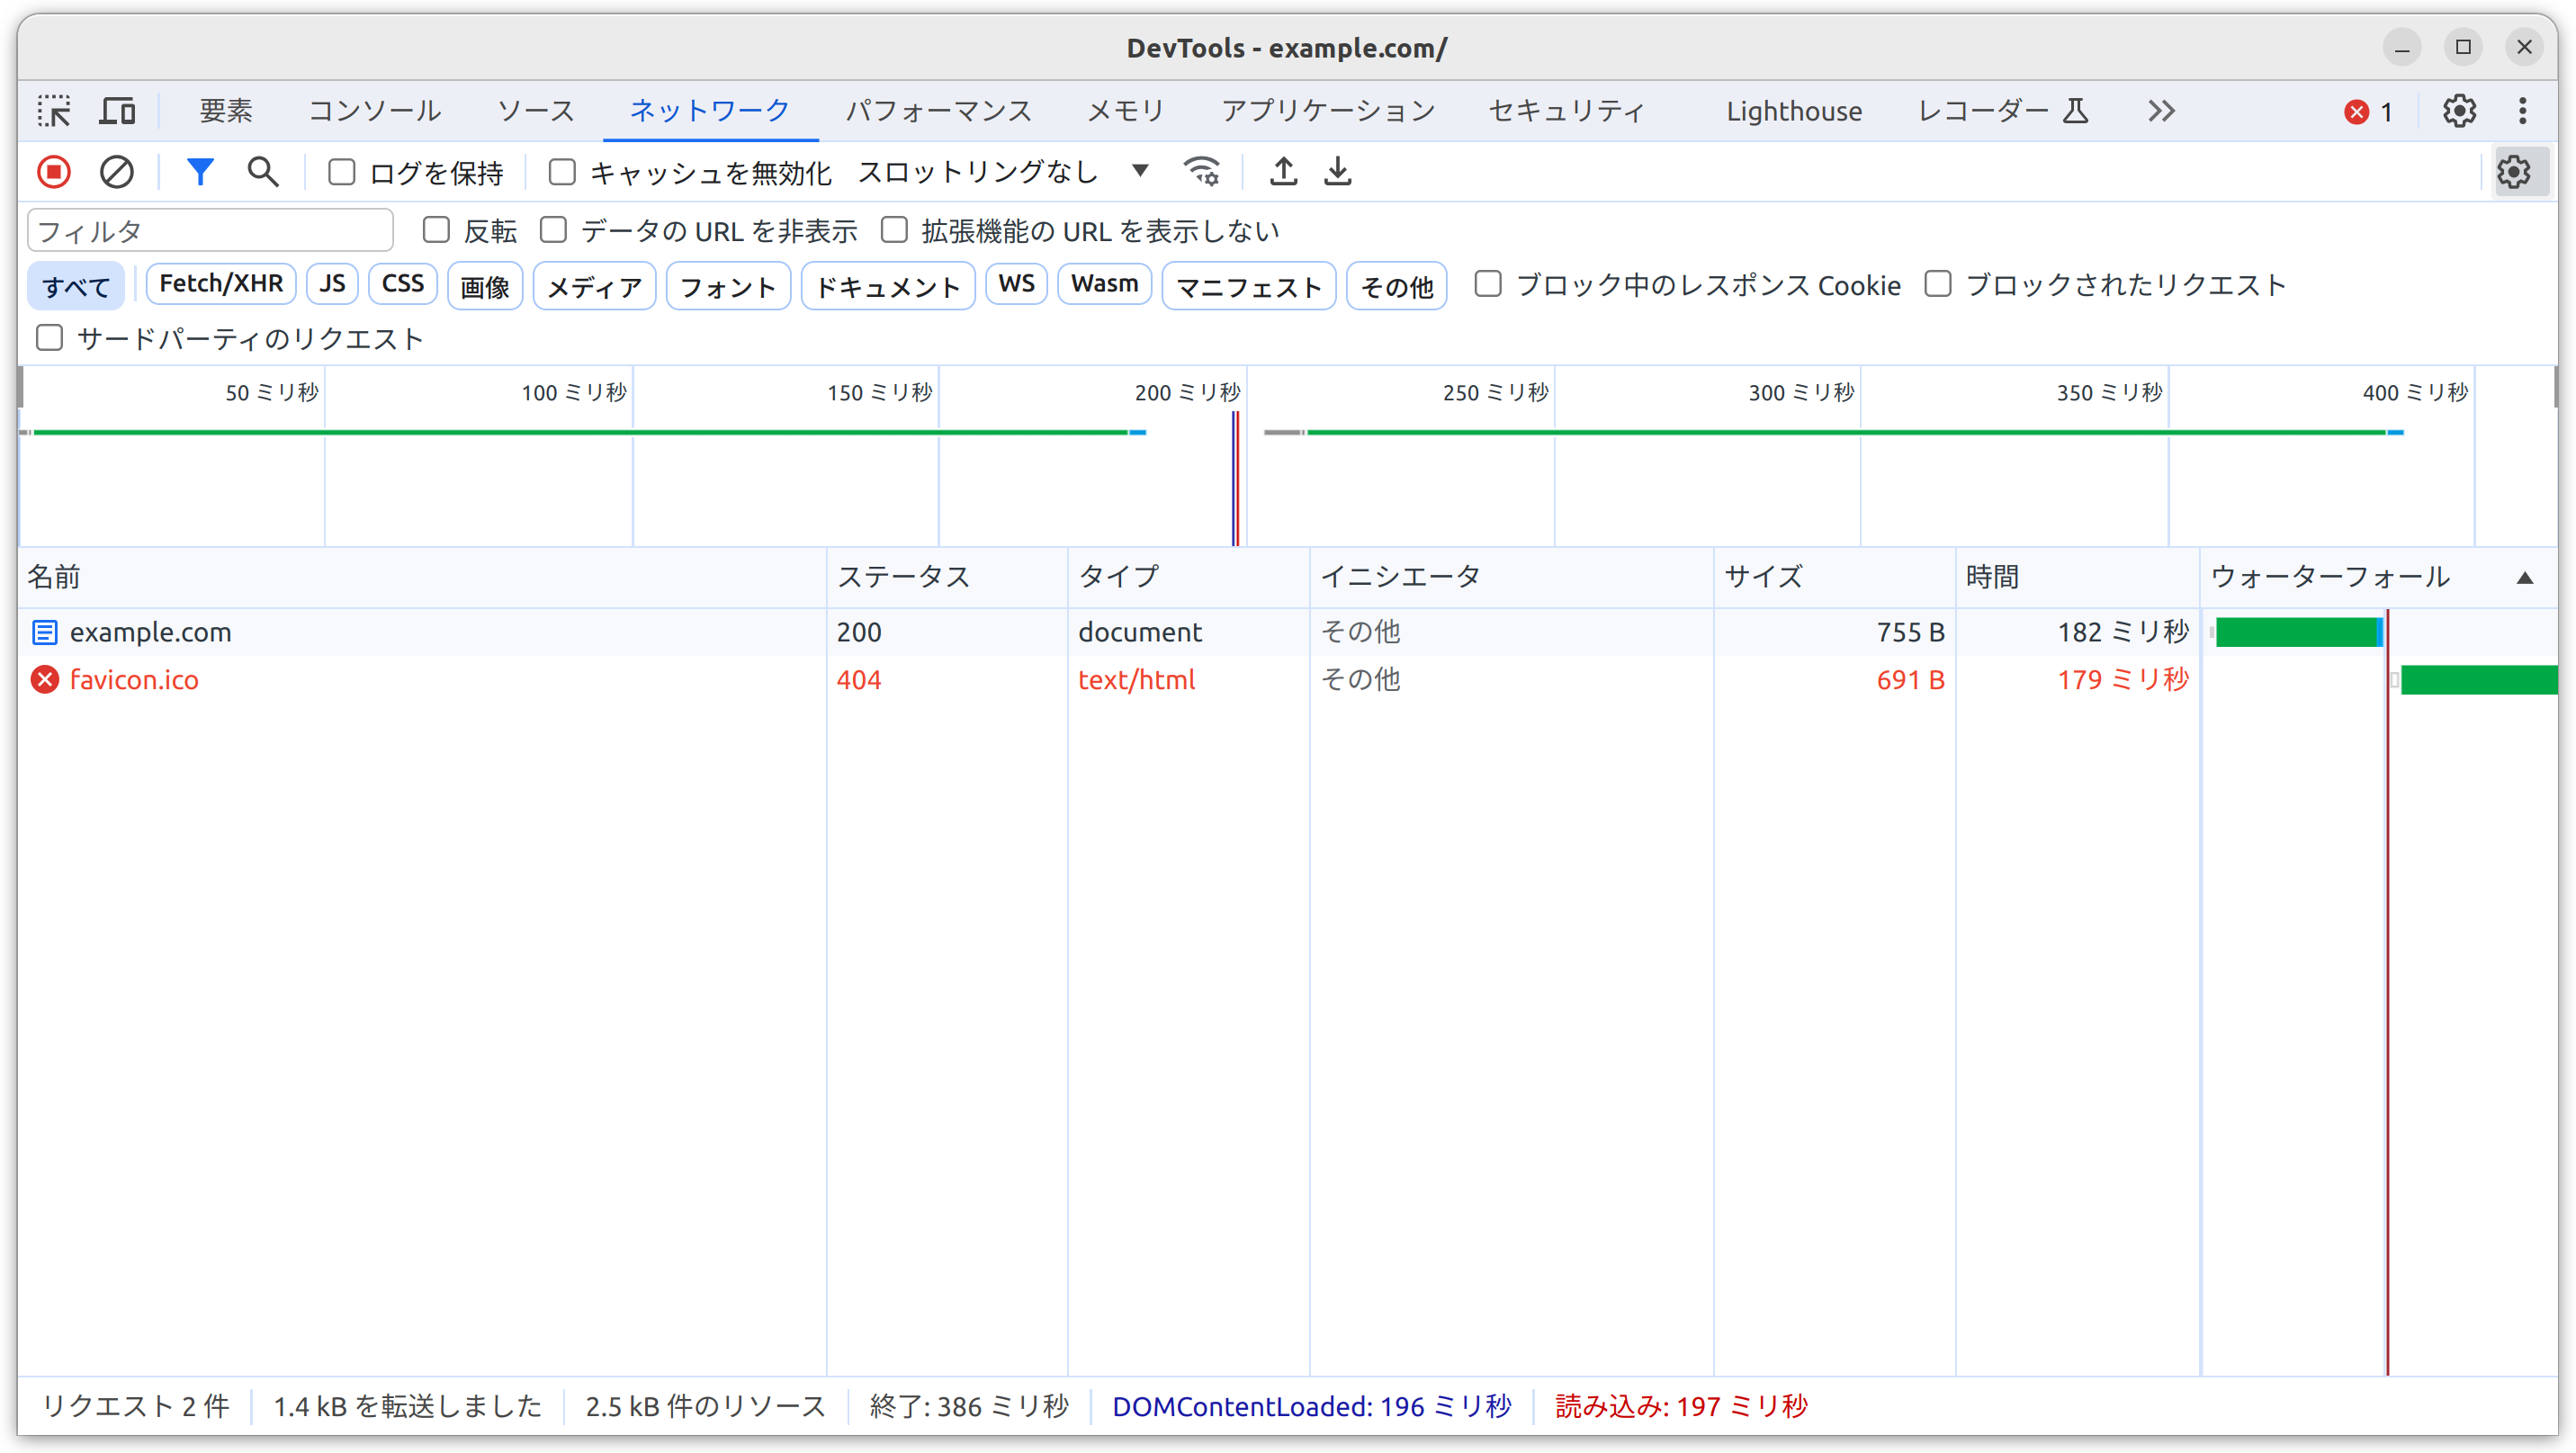 DevTools - example.com/
要素 コンソール ソース ネットワーク パフォーマンス メモリ アプリケーション セキュリティ Lighthouse レコーダー 1
ログを保持 キャッシュを無効化 スロットリングなし
フィルタ 反転 データの URL を非表示 拡張機能の URL を表示しない
すべて Fetch/XHR JS CSS 画像 メディア フォント ドキュメント WS Wasm マニフェスト その他 ブロック中のレスポンス Cookie ブロックされたリクエスト
サードパーティのリクエスト
50 ミリ秒 100 ミリ秒 150 ミリ秒 200 ミリ秒 250 ミリ秒 300 ミリ秒 350 ミリ秒 400 ミリ秒
名前 ステータス タイプ イニシエータ サイズ 時間 ウォーターフォール
example.com 200 document その他 755 B 182 ミリ秒
favicon.ico 404 text/html その他 691 B 179 ミリ秒
リクエスト 2 件 1.4 kB を転送しました 2.5 kB 件のリソース 終了: 386 ミリ秒 DOMContentLoaded: 196 ミリ秒 読み込み: 197 ミリ秒